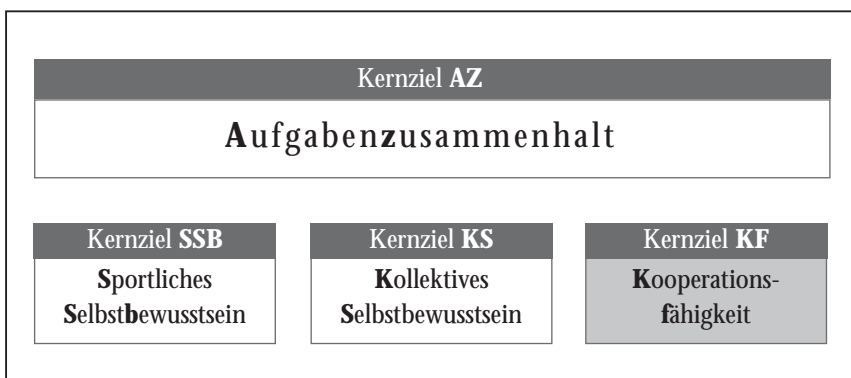 Kernziel AZ
Aufgabenzusammenhalt
Kernziel SSB
Sportliches
Selbstbewusstsein
Kernziel KS
Kollektives
Selbstbewusstsein
Kernziel KF
Kooperations-
fähigkeit